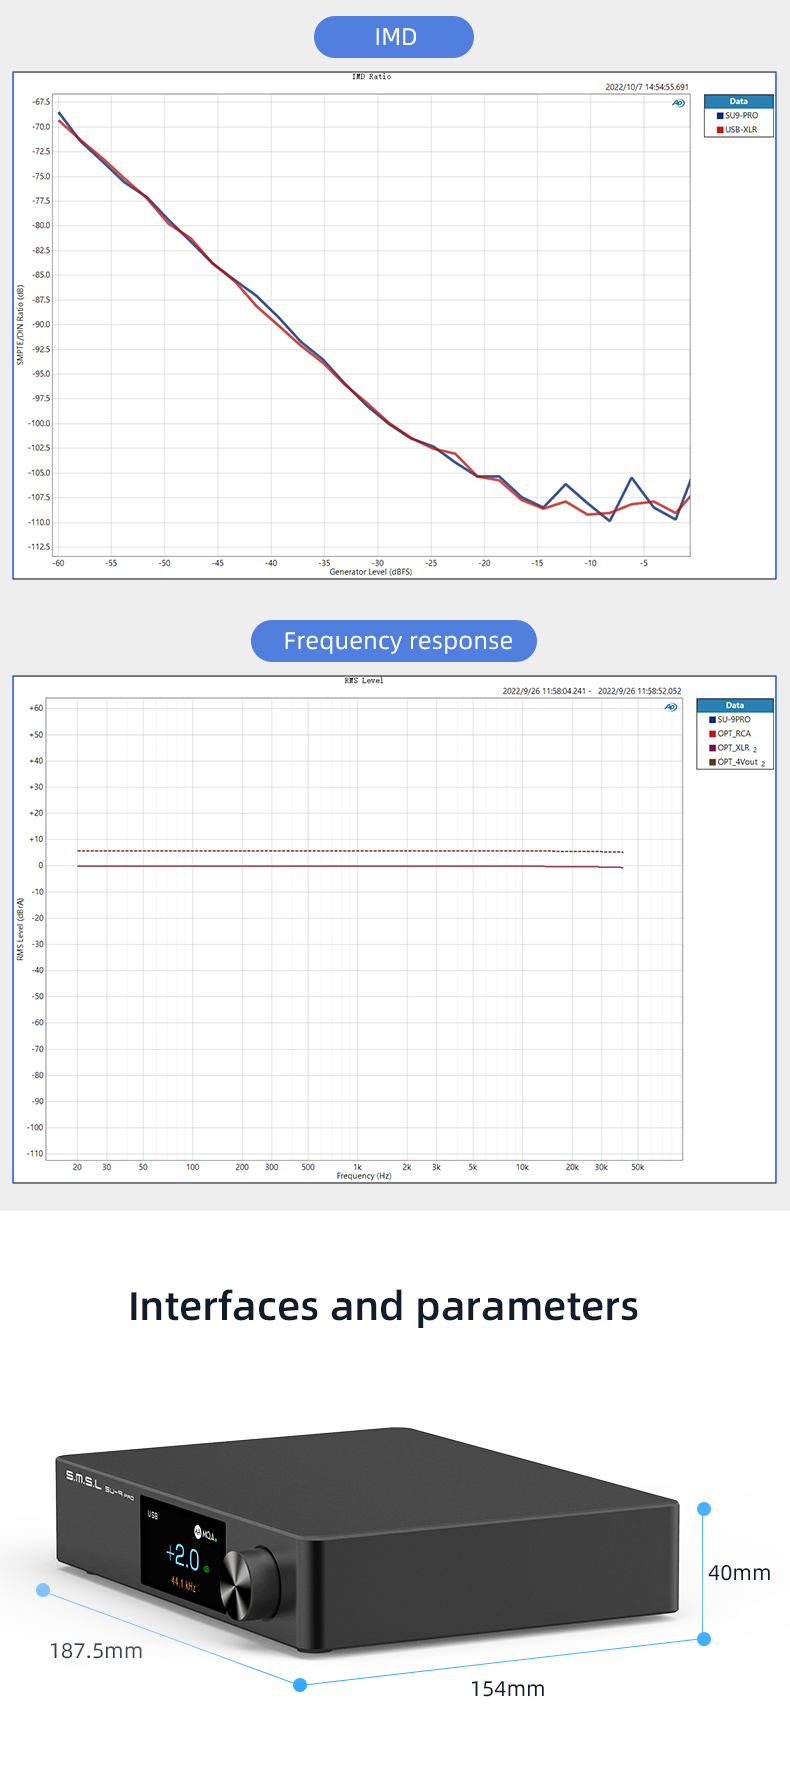 IMD
IMD Ratio
2022/10/7 14:54:55.691
Data
SU9-PRO
USB-XLR
SMPTE/DIN Ratio (dB)
-67.5
-70.0
-72.5
-75.0
-77.5
-80.0
-82.5
-85.0
-87.5
-90.0
-92.5
-95.0
-97.5
-100.0
-102.5
-105.0
-107.5
-110.0
-112.5
-60 -55 -50 -45 -40 -35 -30 -25 -20 -15 -10 -5
Generator Level (dBFS)
Frequency response
RMS Level
2022/9/26 11:58:04.241 - 2022/9/26 11:58:52.052
Data
SU-9PRO
OPT_RCA
OPT_XLR 2
OPT_4Vout 2
RMS Level (dBrA)
+60
+50
+40
+30
+20
+10
0
-10
-20
-30
-40
-50
-60
-70
-80
-90
-100
-110
20 30 50 100 200 300 500 1k 2k 3k 5k 10k 20k 30k 50k
Frequency (Hz)
Interfaces and parameters
S.M.S.L SU-9 PRO
USB
MQA
+2.0 dB
44.1 kHz
40mm
187.5mm
154mm